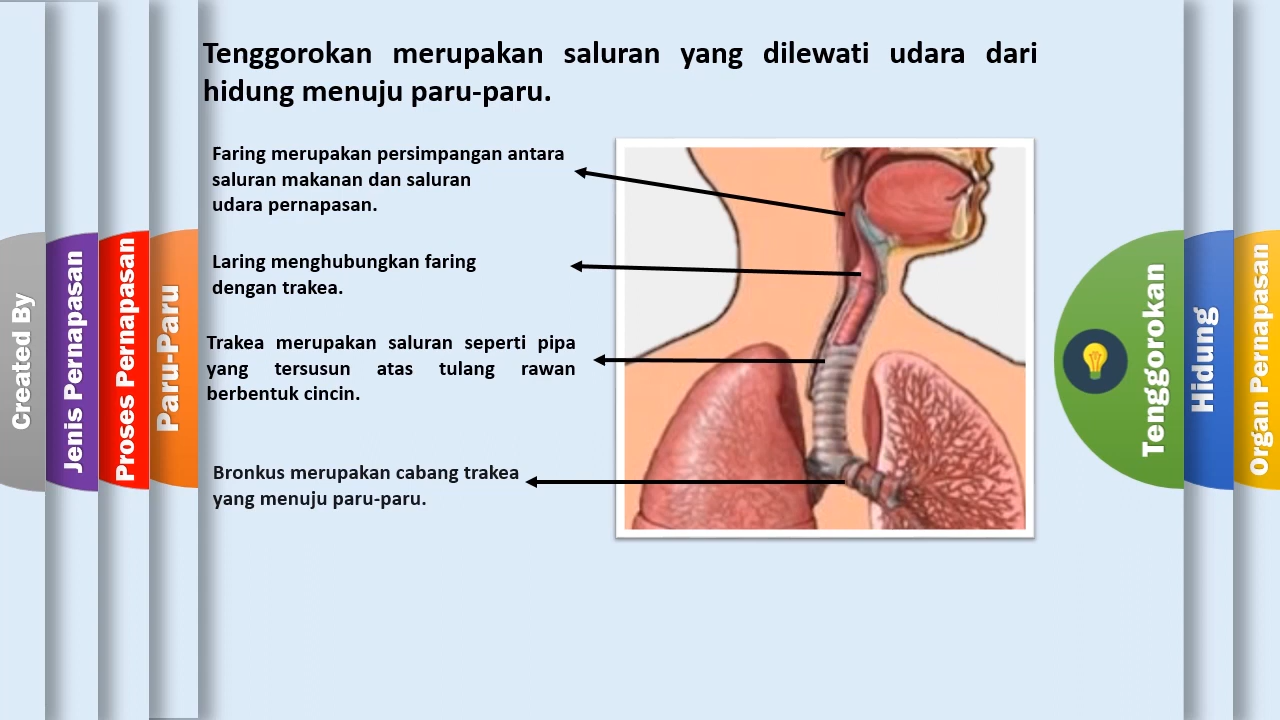 Tenggorokan merupakan saluran yang dilewati udara dari
hidung menuju paru-paru.
Faring merupakan persimpangan antara
saluran makanan dan saluran
udara pernapasan.
Laring menghubungkan faring
dengan trakea.
Trakea merupakan saluran seperti pipa
yang tersusun atas tulang rawan
berbentuk cincin.
Bronkus merupakan cabang trakea
yang menuju paru-paru.
Created By
Jenis Pernapasan
Proses Pernapasan
Paru-Paru
Tenggorokan
Hidung
Organ Pernapasan